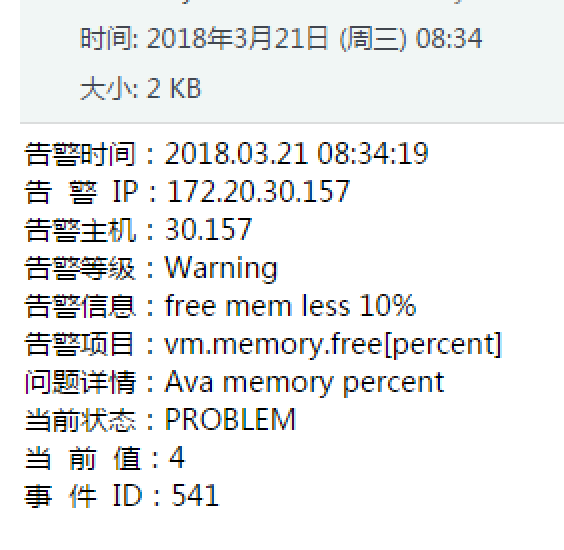 时间: 2018年3月21日 (周三) 08:34
大小: 2 KB
告警时间：2018.03.21 08:34:19
告 警 IP：172.20.30.157
告警主机：30.157
告警等级：Warning
告警信息：free mem less 10%
告警项目：vm.memory.free[percent]
问题详情：Ava memory percent
当前状态：PROBLEM
当 前 值：4
事 件 ID：541